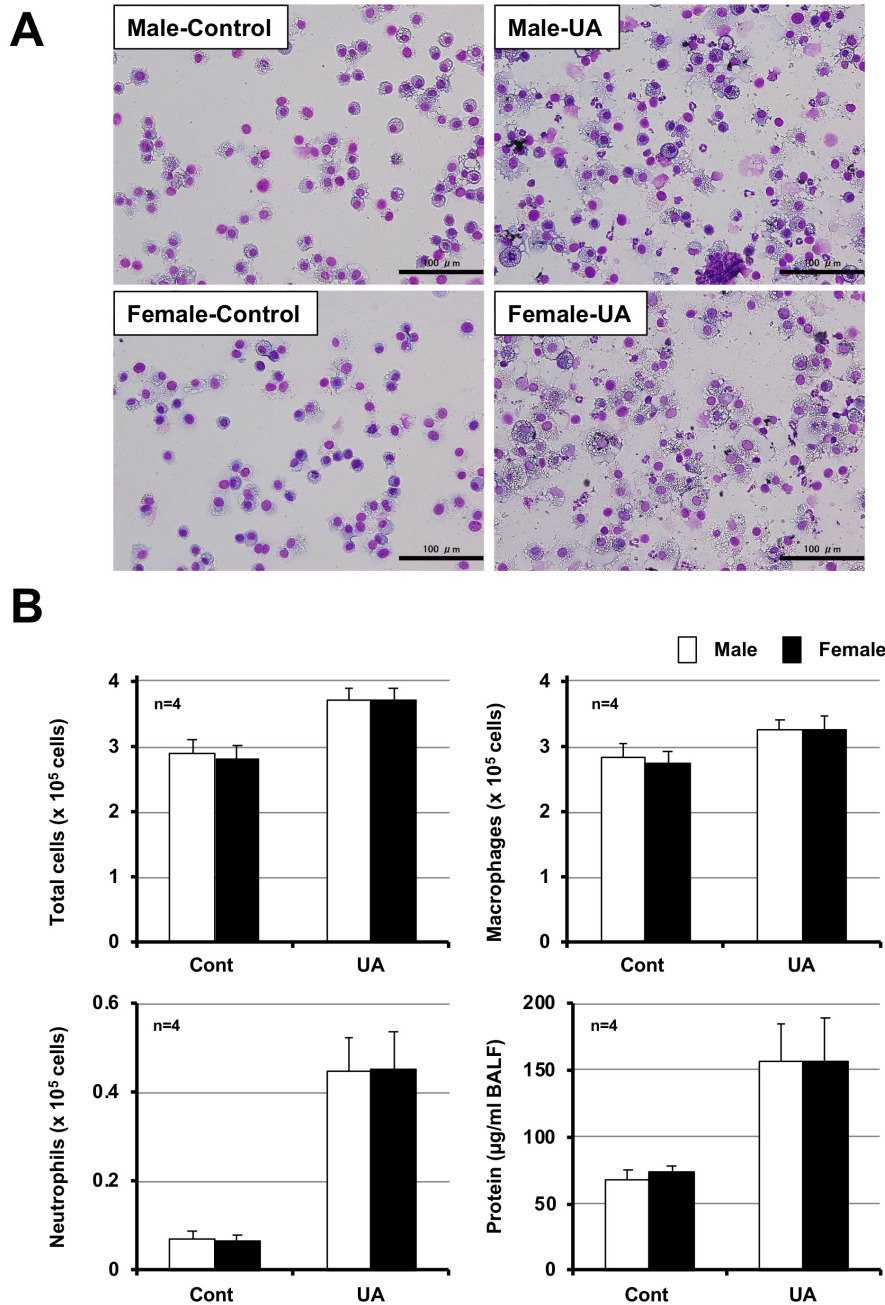 A
Male-Control
Male-UA
100 μm
100 μm
Female-Control
Female-UA
100 μm
100 μm
B
Male
Female
Total cells (x 10⁵ cells)
4
3
2
1
0
n=4
Cont
UA
Macrophages (x 10⁵ cells)
4
3
2
1
0
n=4
Cont
UA
Neutrophils (x 10⁵ cells)
0.6
0.4
0.2
0
n=4
Cont
UA
Protein (μg/ml BALF)
200
150
100
50
0
n=4
Cont
UA